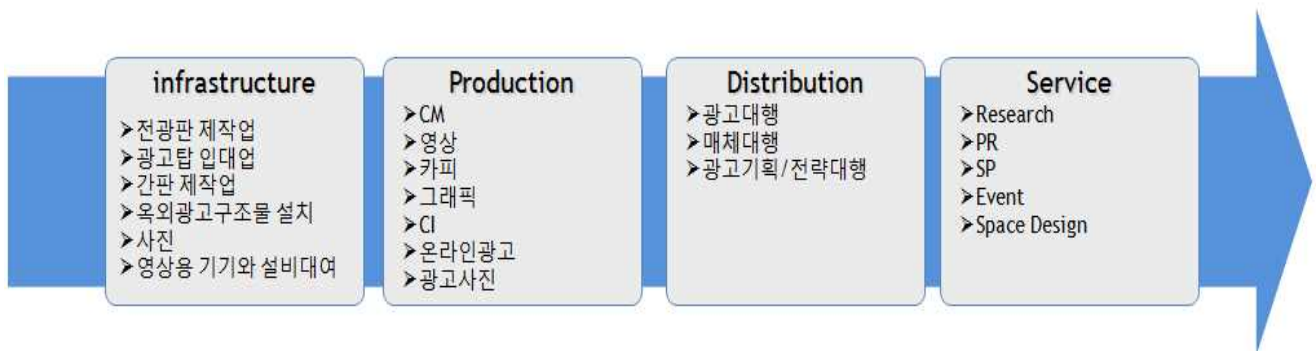 infrastructure
➤전광판 제작업
➤광고탑 입대업
➤간판 제작업
➤옥외광고구조물 설치
➤사진
➤영상용 기기와 설비대여
Production
➤CM
➤영상
➤카피
➤그래픽
➤CI
➤온라인광고
➤광고사진
Distribution
➤광고대행
➤매체대행
➤광고기획/전략대행
Service
➤Research
➤PR
➤SP
➤Event
➤Space Design